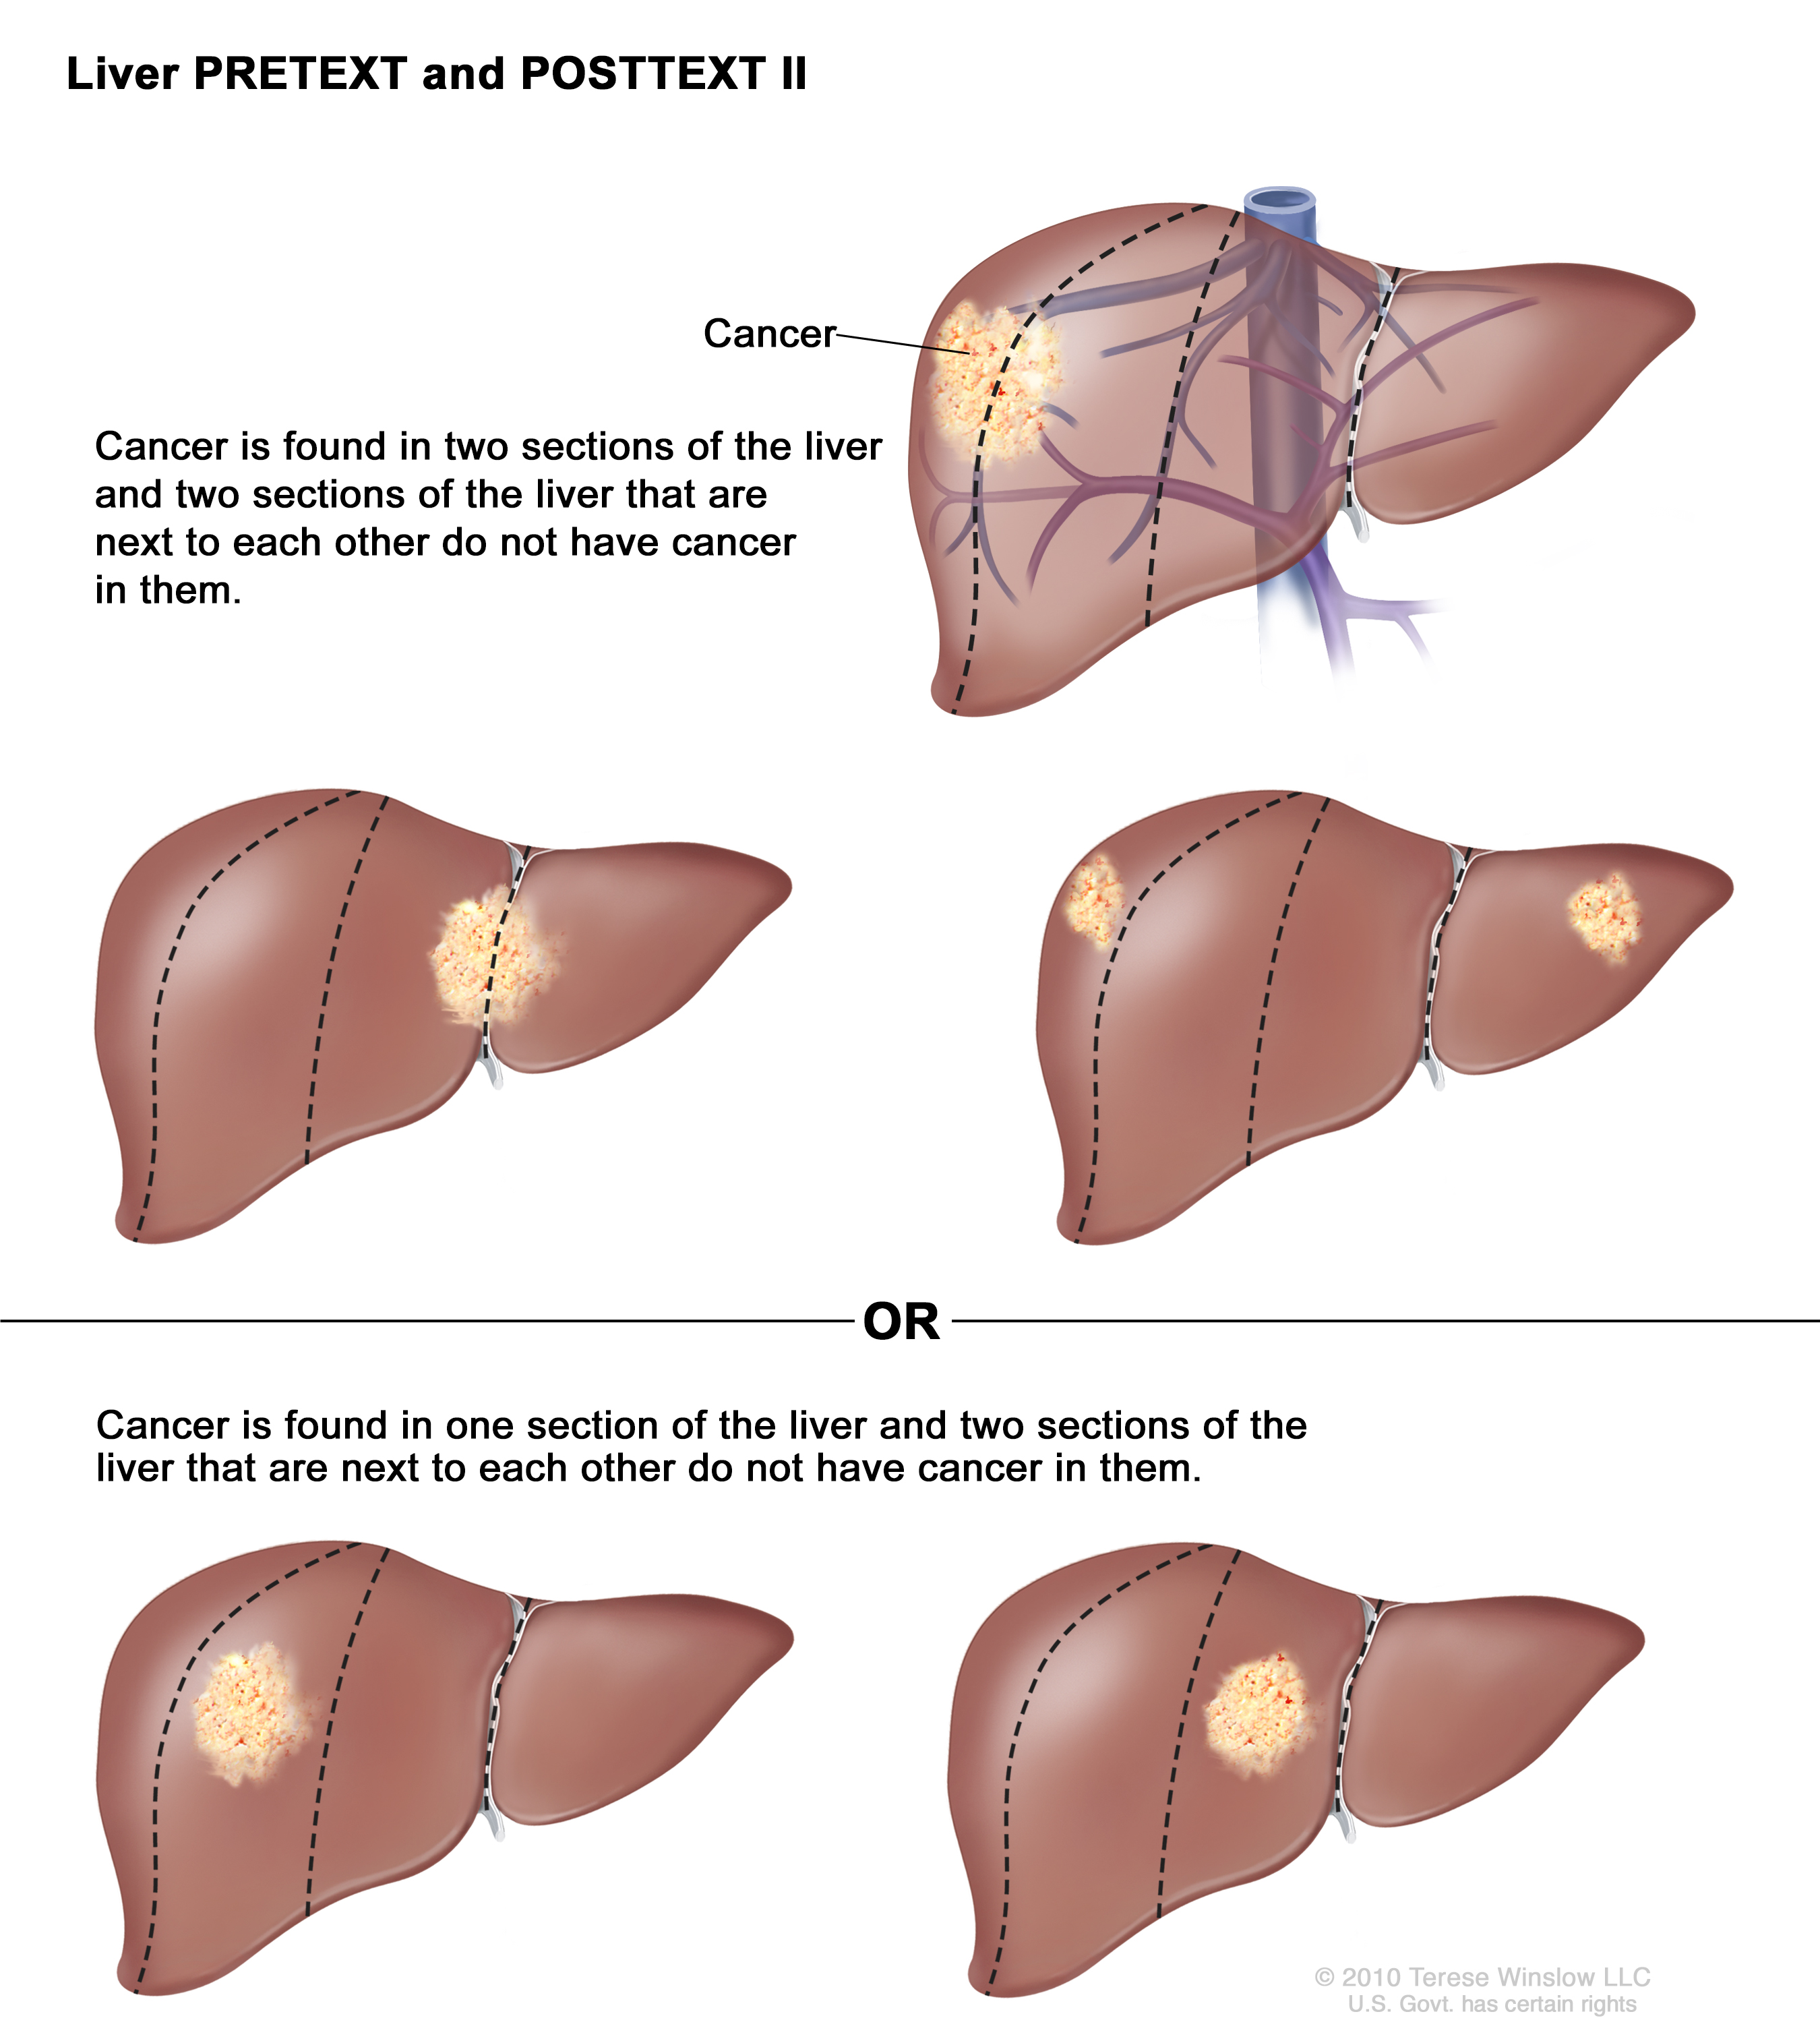 Liver PRETEXT and POSTTEXT II
Cancer
Cancer is found in two sections of the liver
and two sections of the liver that are
next to each other do not have cancer
in them.
OR
Cancer is found in one section of the liver and two sections of the
liver that are next to each other do not have cancer in them.
© 2010 Terese Winslow LLC
U.S. Govt. has certain rights